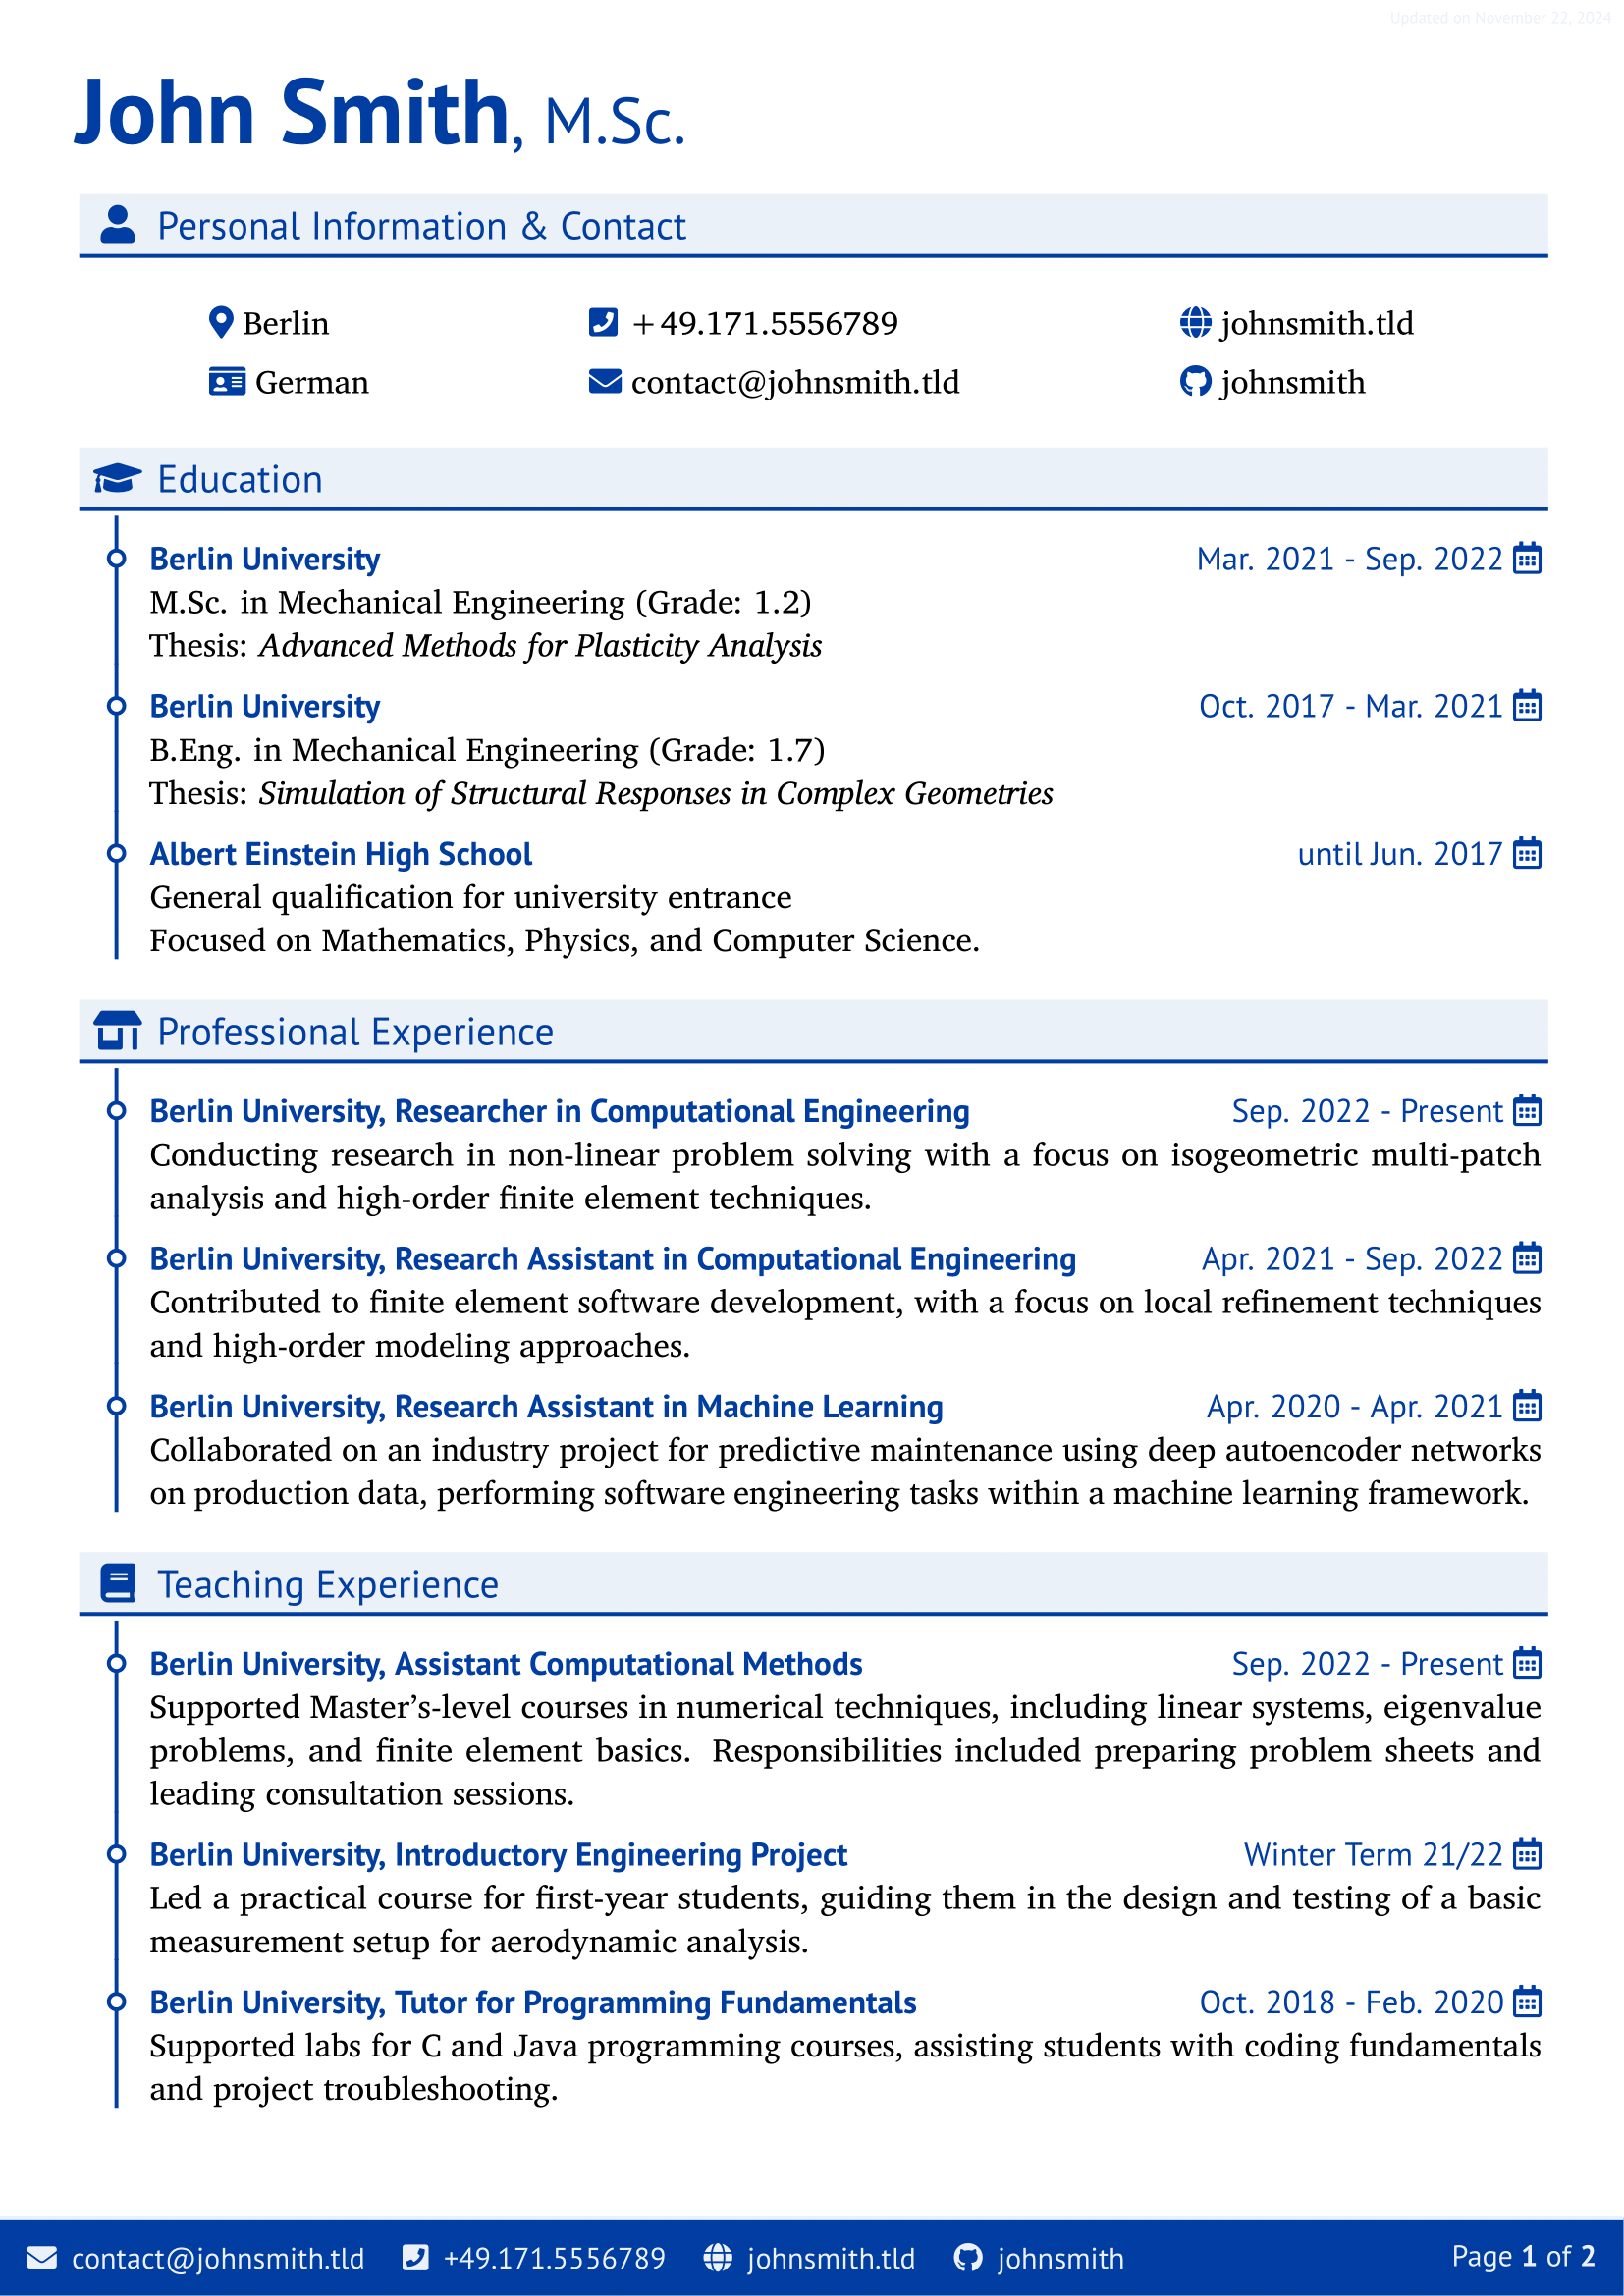 Updated on November 22, 2024
John Smith, M.Sc.
Personal Information & Contact
Berlin +49.171.5556789 johnsmith.tld
German contact@johnsmith.tld johnsmith
Education
Berlin University Mar. 2021 - Sep. 2022
M.Sc. in Mechanical Engineering (Grade: 1.2)
Thesis: Advanced Methods for Plasticity Analysis
Berlin University Oct. 2017 - Mar. 2021
B.Eng. in Mechanical Engineering (Grade: 1.7)
Thesis: Simulation of Structural Responses in Complex Geometries
Albert Einstein High School until Jun. 2017
General qualification for university entrance
Focused on Mathematics, Physics, and Computer Science.
Professional Experience
Berlin University, Researcher in Computational Engineering Sep. 2022 - Present
Conducting research in non-linear problem solving with a focus on isogeometric multi-patch
analysis and high-order finite element techniques.
Berlin University, Research Assistant in Computational Engineering Apr. 2021 - Sep. 2022
Contributed to finite element software development, with a focus on local refinement techniques
and high-order modeling approaches.
Berlin University, Research Assistant in Machine Learning Apr. 2020 - Apr. 2021
Collaborated on an industry project for predictive maintenance using deep autoencoder networks
on production data, performing software engineering tasks within a machine learning framework.
Teaching Experience
Berlin University, Assistant Computational Methods Sep. 2022 - Present
Supported Master's-level courses in numerical techniques, including linear systems, eigenvalue
problems, and finite element basics. Responsibilities included preparing problem sheets and
leading consultation sessions.
Berlin University, Introductory Engineering Project Winter Term 21/22
Led a practical course for first-year students, guiding them in the design and testing of a basic
measurement setup for aerodynamic analysis.
Berlin University, Tutor for Programming Fundamentals Oct. 2018 - Feb. 2020
Supported labs for C and Java programming courses, assisting students with coding fundamentals
and project troubleshooting.
contact@johnsmith.tld +49.171.5556789 johnsmith.tld johnsmith Page 1 of 2